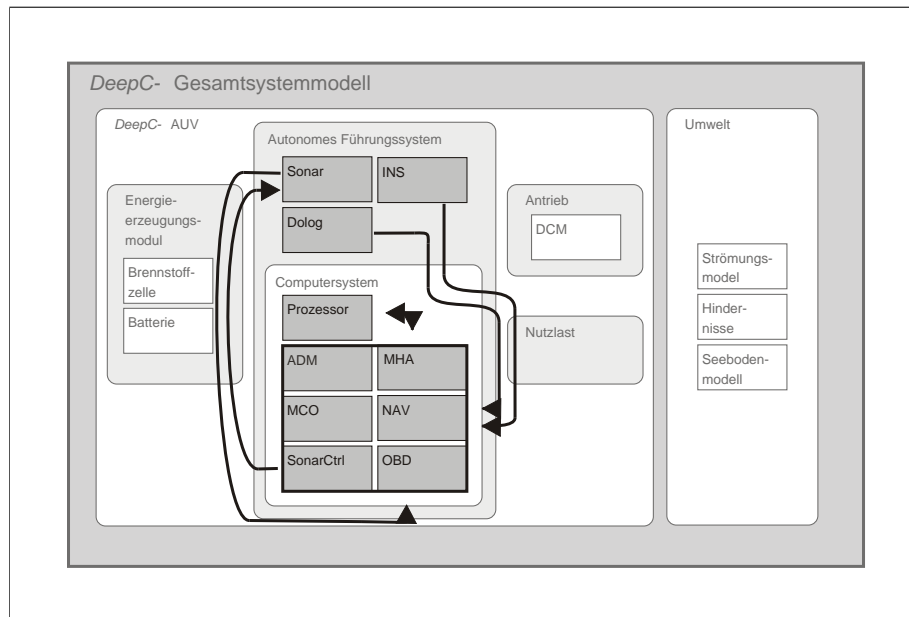 DeepC- Gesamtsystemmodell
DeepC- AUV
Autonomes Führungssystem
Sonar
INS
Dolog
Energie-
erzeugungs-
modul
Brennstoff-
zelle
Batterie
Computersystem
Prozessor
ADM
MHA
MCO
NAV
SonarCtrl
OBD
Antrieb
DCM
Nutzlast
Umwelt
Strömungs-
model
Hinder-
nisse
Seeboden-
modell